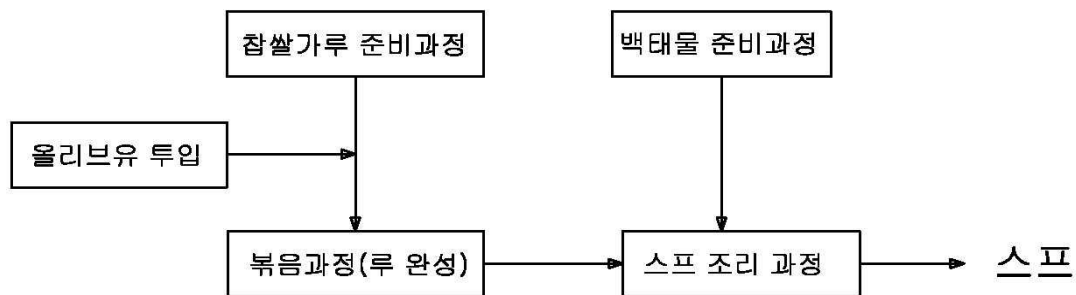 찹쌀가루 준비과정
백태물 준비과정
올리브유 투입
볶음과정(루 완성)
스프 조리 과정
스프